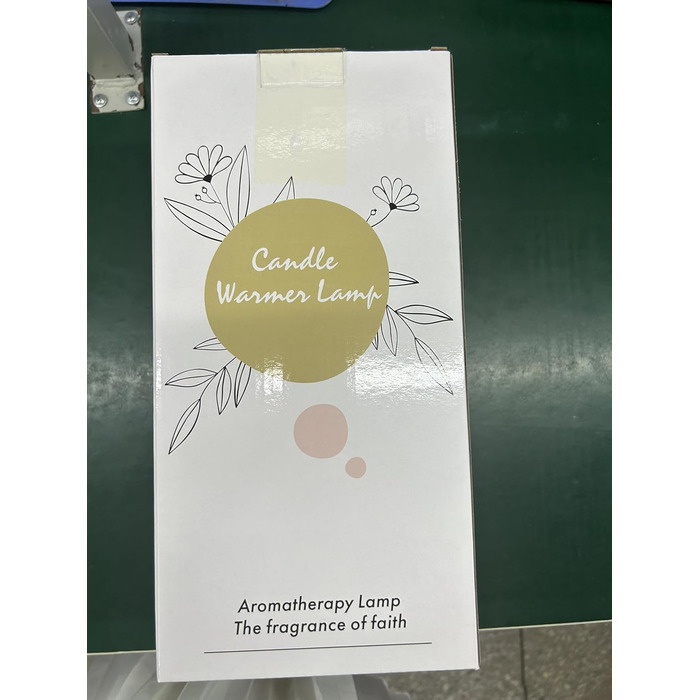 Candle
Warmer Lamp
Aromatherapy Lamp
The fragrance of faith